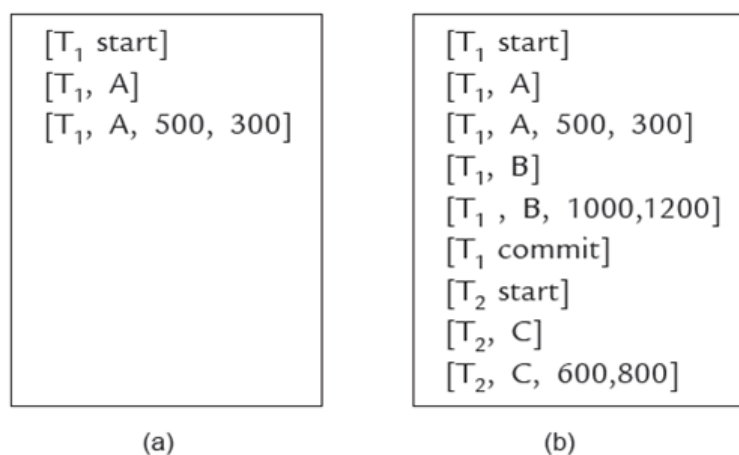 [T₁ start]
[T₁, A]
[T₁, A, 500, 300]
(a)
[T₁ start]
[T₁, A]
[T₁, A, 500, 300]
[T₁, B]
[T₁ , B, 1000,1200]
[T₁ commit]
[T₂ start]
[T₂, C]
[T₂, C, 600,800]
(b)